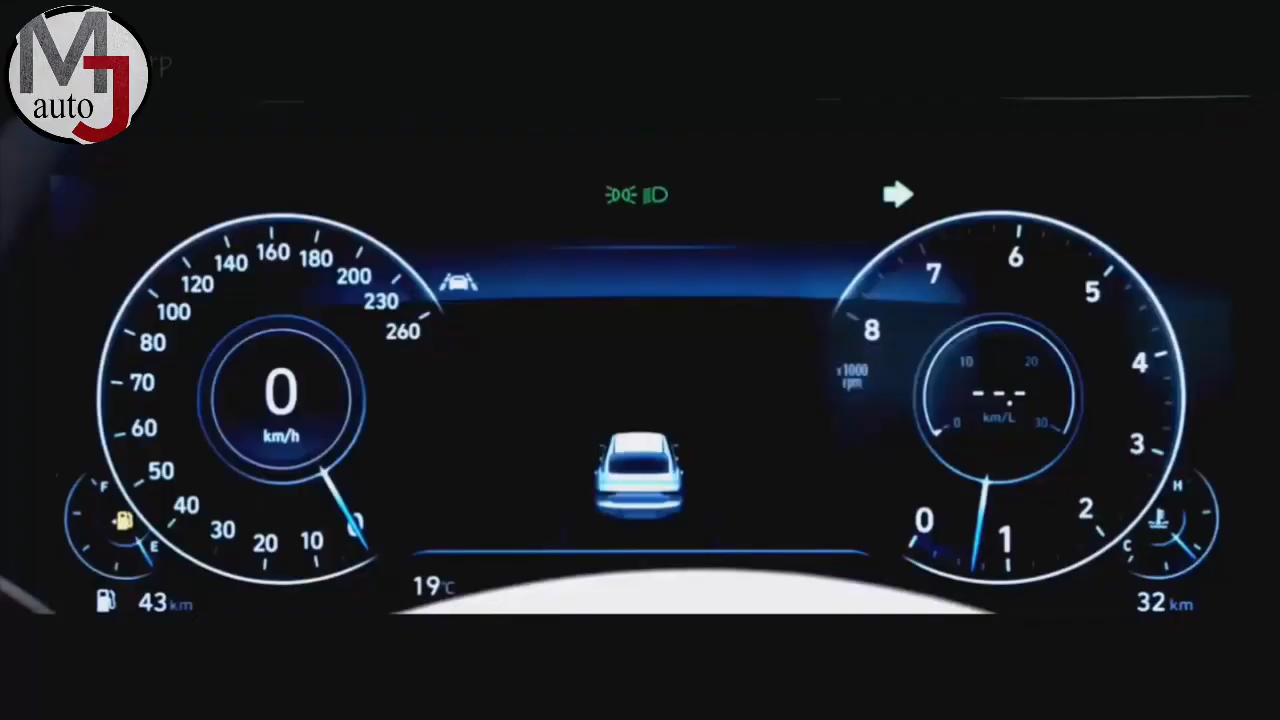 MJ
auto
rp
160
140 180
120 200
100 230
80 260
70
60
50
40
30
20
10
0
0
km/h
F
E
43 km
19°C
6
7
5
8
4
x1000
rpm
10 20
--.-
km/L
0 30
3
2
0
1
H
C
32 km